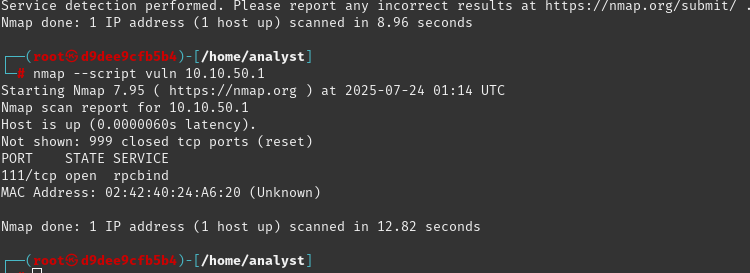 Service detection performed. Please report any incorrect results at https://nmap.org/submit/ .
Nmap done: 1 IP address (1 host up) scanned in 8.96 seconds
┌──(root㉿d9dee9cfb5b4)-[/home/analyst]
└─# nmap --script vuln 10.10.50.1
Starting Nmap 7.95 ( https://nmap.org ) at 2025-07-24 01:14 UTC
Nmap scan report for 10.10.50.1
Host is up (0.0000060s latency).
Not shown: 999 closed tcp ports (reset)
PORT    STATE SERVICE
111/tcp open  rpcbind
MAC Address: 02:42:40:24:A6:20 (Unknown)
Nmap done: 1 IP address (1 host up) scanned in 12.82 seconds
┌──(root㉿d9dee9cfb5b4)-[/home/analyst]